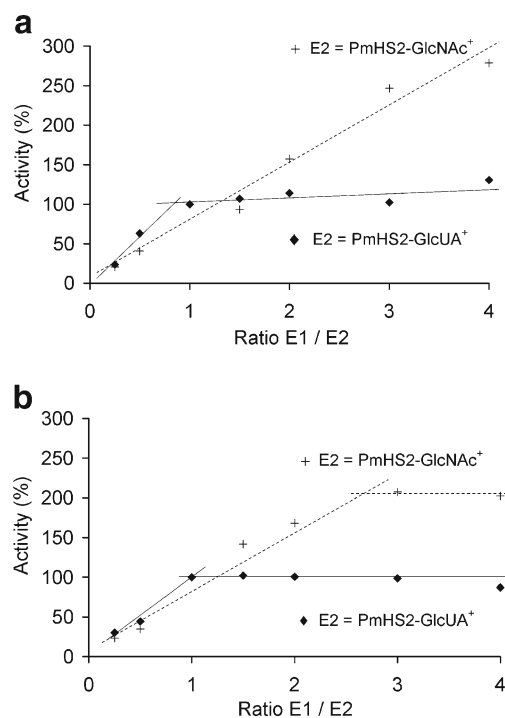 a
300
250
200
150
100
50
0
Activity (%)
+ E2 = PmHS2-GlcNAc+
◆ E2 = PmHS2-GlcUA+
0 1 2 3 4
Ratio E1 / E2
b
300
250
200
150
100
50
0
Activity (%)
+ E2 = PmHS2-GlcNAc+
◆ E2 = PmHS2-GlcUA+
0 1 2 3 4
Ratio E1 / E2